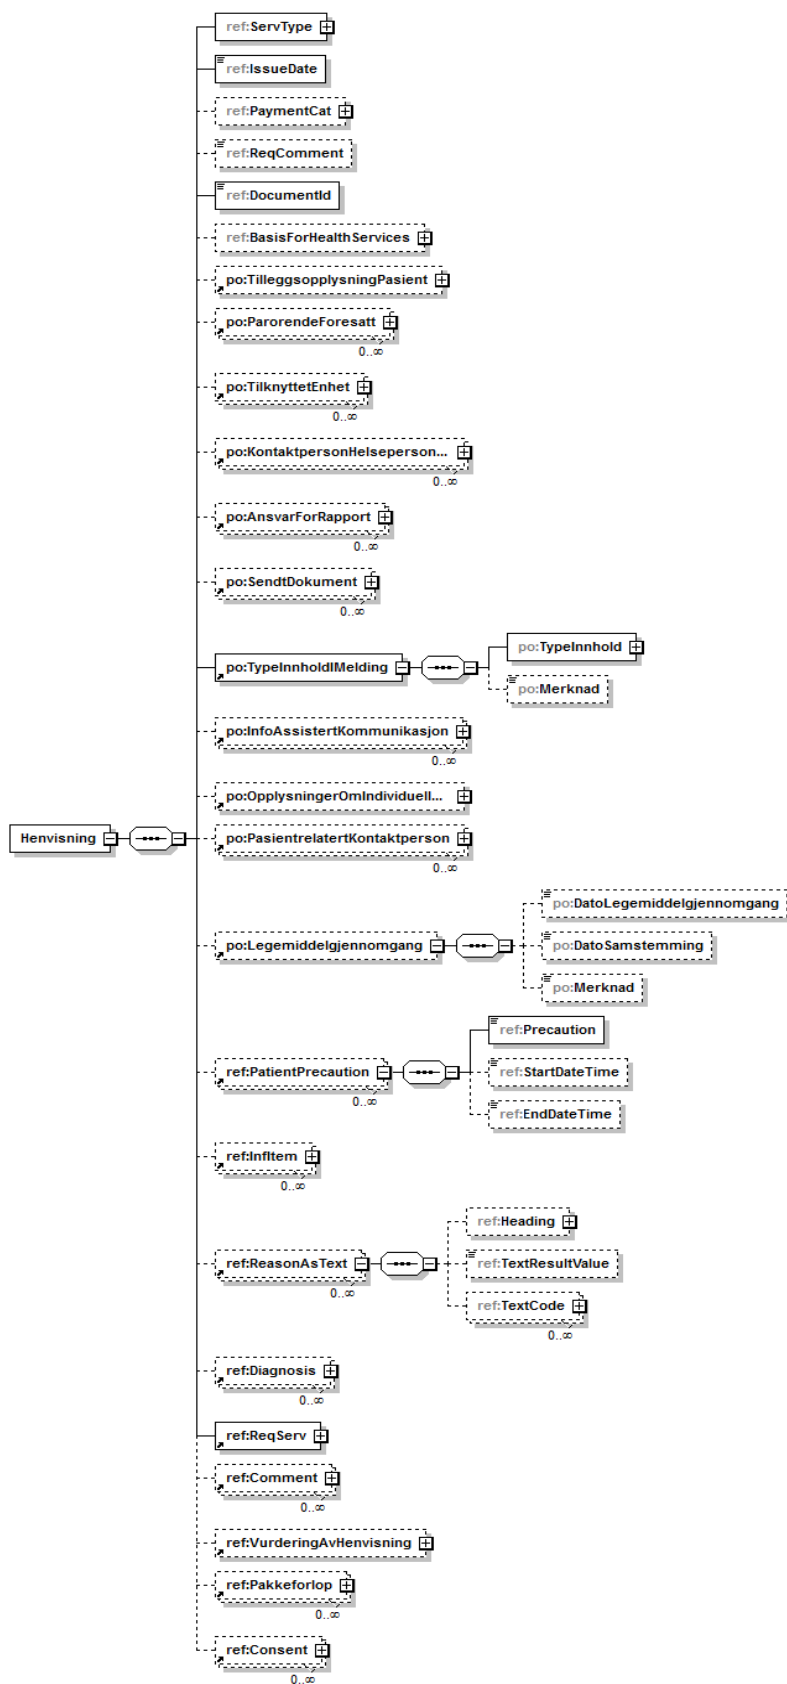 ref:ServType
ref:IssueDate
ref:PaymentCat
ref:ReqComment
ref:DocumentId
ref:BasisForHealthServices
po:TilleggsopplysningPasient
po:ParorendeForesatt
0..∞
po:TilknyttetEnhet
0..∞
po:KontaktpersonHelseperson...
0..∞
po:AnsvarForRapport
0..∞
po:SendtDokument
0..∞
po:TypeInnholdIMelding
po:TypeInnhold
po:Merknad
po:InfoAssistertKommunikasjon
0..∞
po:OpplysningerOmIndividuell...
Henvisning
po:PasientrelatertKontaktperson
0..∞
po:Legemiddelgjennomgang
po:DatoLegemiddelgjennomgang
po:DatoSamstemming
po:Merknad
ref:PatientPrecaution
0..∞
ref:Precaution
ref:StartDateTime
ref:EndDateTime
ref:InfItem
0..∞
ref:ReasonAsText
0..∞
ref:Heading
ref:TextResultValue
ref:TextCode
0..∞
ref:Diagnosis
0..∞
ref:ReqServ
ref:Comment
0..∞
ref:VurderingAvHenvisning
ref:Pakkeforlop
0..∞
ref:Consent
0..∞